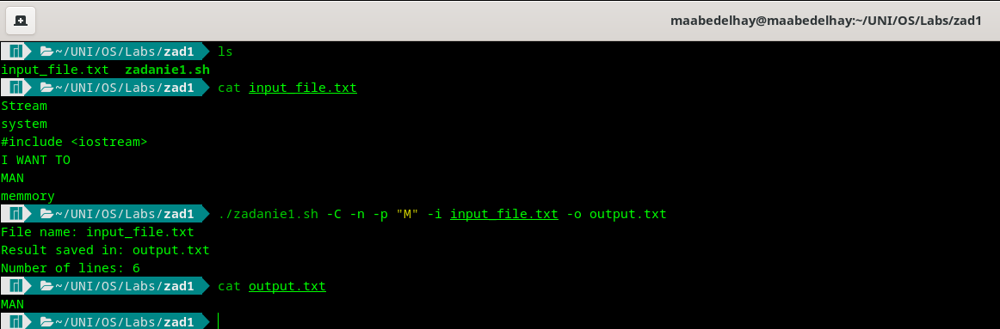 maabedelhay@maabedelhay:~/UNI/OS/Labs/zad1
~/UNI/OS/Labs/zad1 ls
input_file.txt zadanie1.sh
~/UNI/OS/Labs/zad1 cat input_file.txt
Stream
system
#include <iostream>
I WANT TO
MAN
memmory
~/UNI/OS/Labs/zad1 ./zadanie1.sh -C -n -p "M" -i input_file.txt -o output.txt
File name: input_file.txt
Result saved in: output.txt
Number of lines: 6
~/UNI/OS/Labs/zad1 cat output.txt
MAN
~/UNI/OS/Labs/zad1